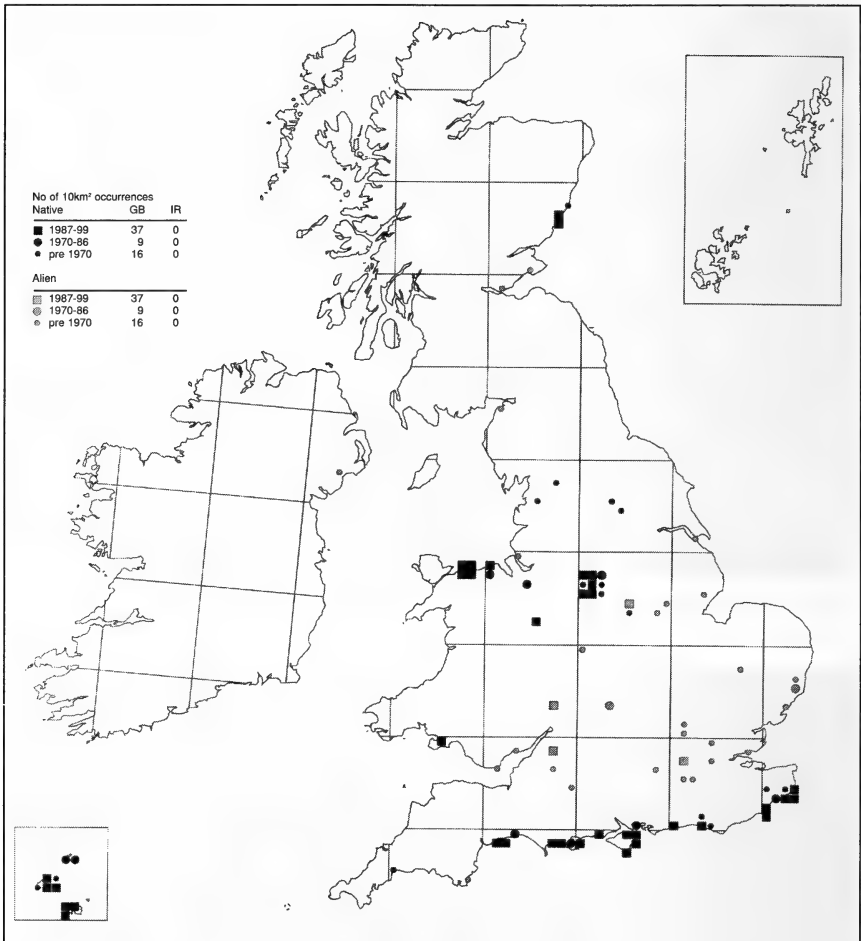 No of 10km² occurrences
Native GB IR
1987-99 37 0
1970-86 9 0
pre 1970 16 0
Alien
1987-99 37 0
1970-86 9 0
pre 1970 16 0